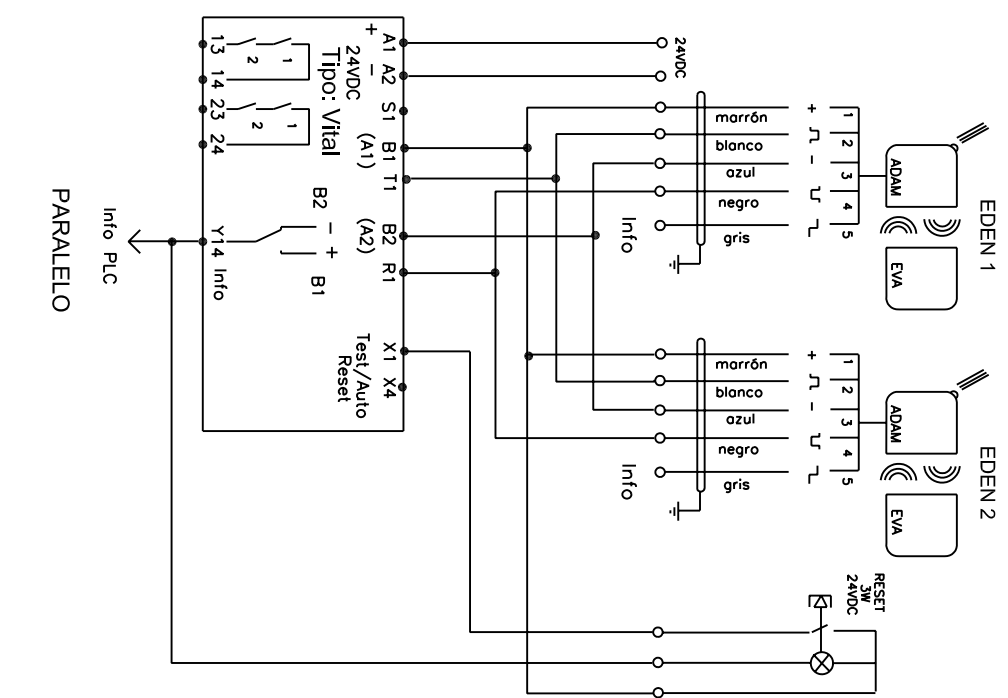 EDEN 1
EDEN 2
ADAM
EVA
1
2
3
4
5
+
–
marrón
blanco
azul
negro
gris
Info
24VDC
ADAM
EVA
1
2
3
4
5
+
–
marrón
blanco
azul
negro
gris
Info
RESET
3W
24VDC
A1
A2
S1
B1
(A1)
T1
B2
(A2)
R1
X1
X4
Test/Auto
Reset
+
–
24VDC
Tipo: Vital
1
2
1
2
13
14
23
24
B2
–
+
B1
Y14 Info
Info PLC
PARALELO